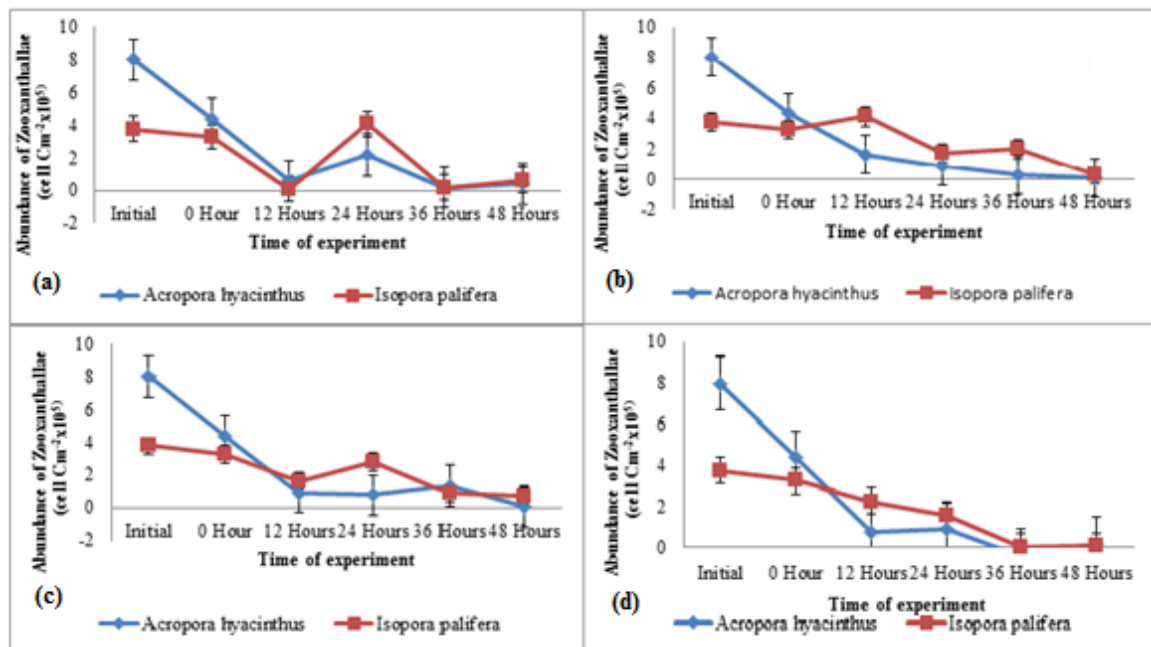 Abundance of Zooxanthallae
(cell Cm⁻²x10⁵)
10
8
6
4
2
0
-2
Initial 0 Hour 12 Hours 24 Hours 36 Hours 48 Hours
Time of experiment
(a)
Acropora hyacinthus Isopora palifera
Abundance of Zooxanthallae
(cell Cm⁻²x10⁵)
10
8
6
4
2
0
-2
Initial 0 Hour 12 Hours 24 Hours 36 Hours 48 Hours
Time of experiment
(b)
Acropora hyacinthus Isopora palifera
Abundance of Zooxanthallae
(cell Cm⁻²x10⁵)
10
8
6
4
2
0
-2
Initial 0 Hour 12 Hours 24 Hours 36 Hours 48 Hours
Time of experiment
(c)
Acropora hyacinthus Isopora palifera
Abundance of Zooxanthallae
(cell Cm⁻²x10⁵)
10
8
6
4
2
0
Initial 0 Hour 12 Hours 24 Hours 36 Hours 48 Hours
Time of experiment
(d)
Acropora hyacinthus Isopora palifera